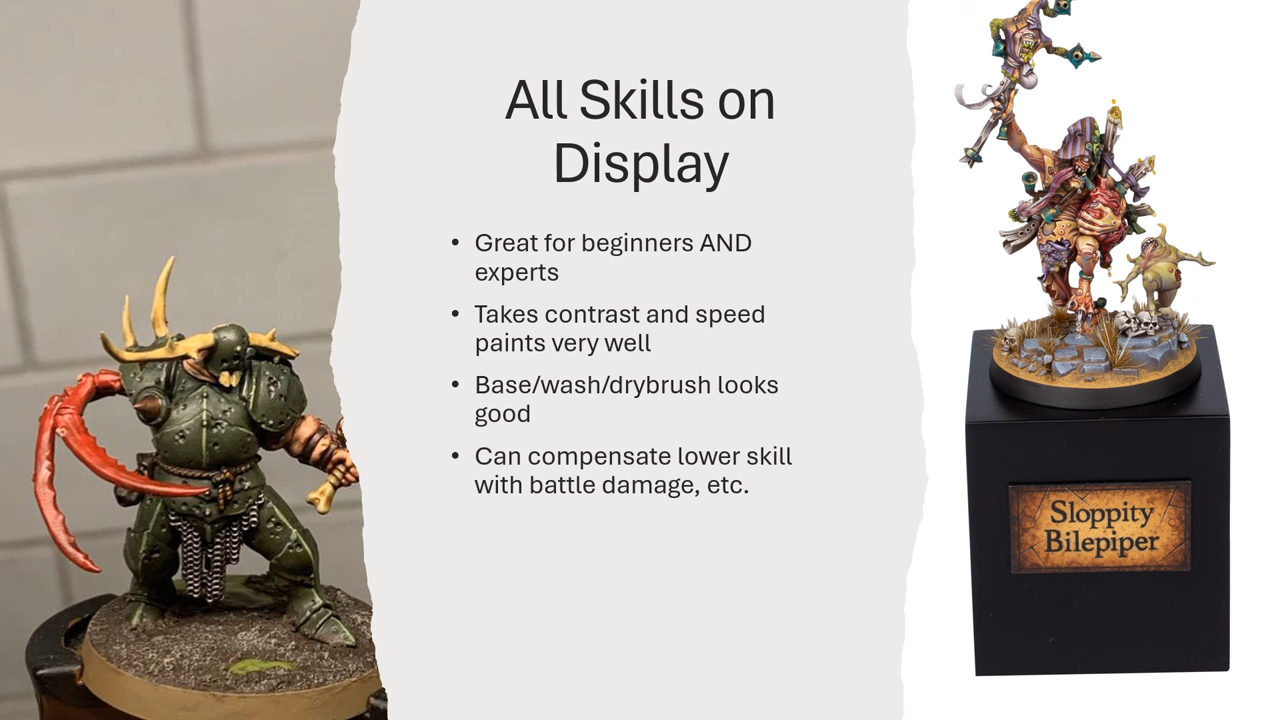 All Skills on
Display
• Great for beginners AND
experts
• Takes contrast and speed
paints very well
• Base/wash/drybrush looks
good
• Can compensate lower skill
with battle damage, etc.
Sloppity
Bilepiper